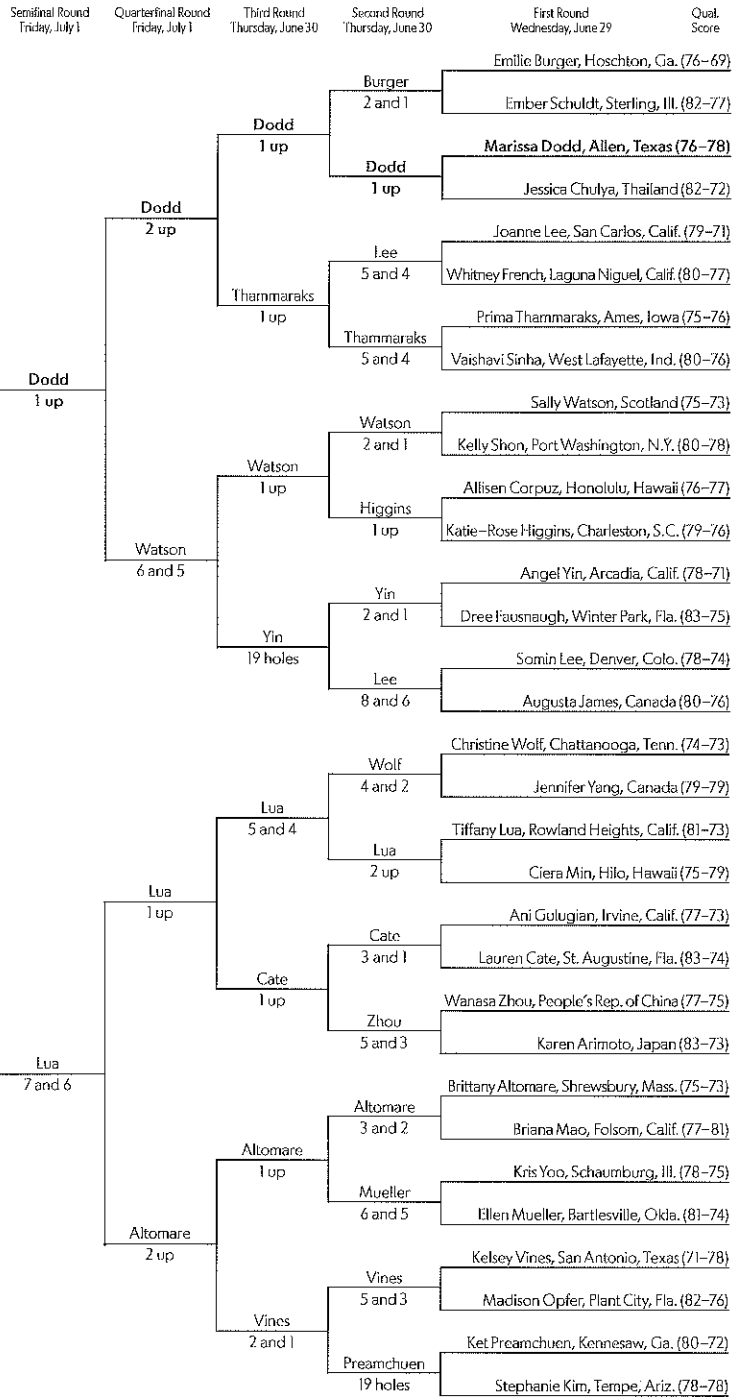 Semifinal Round
Friday, July 1
Quarterfinal Round
Friday, July 1
Third Round
Thursday, June 30
Second Round
Thursday, June 30
First Round
Wednesday, June 29
Qual.
Score
Emilie Burger, Hoschton, Ga. (76–69)
Burger
2 and 1
Ember Schuldt, Sterling, Ill. (82–77)
Dodd
1 up
Marissa Dodd, Allen, Texas (76–78)
Dodd
1 up
Jessica Chulya, Thailand (82–72)
Dodd
2 up
Joanne Lee, San Carlos, Calif. (79–71)
Lee
5 and 4
Whitney French, Laguna Niguel, Calif. (80–77)
Thammaraks
1 up
Prima Thammaraks, Ames, Iowa (75–76)
Thammaraks
5 and 4
Vaishavi Sinha, West Lafayette, Ind. (80–76)
Dodd
1 up
Sally Watson, Scotland (75–73)
Watson
2 and 1
Kelly Shon, Port Washington, N.Y. (80–78)
Watson
1 up
Allisen Corpuz, Honolulu, Hawaii (76–77)
Higgins
1 up
Katie–Rose Higgins, Charleston, S.C. (79–76)
Watson
6 and 5
Angel Yin, Arcadia, Calif. (78–71)
Yin
2 and 1
Dree Fausnaugh, Winter Park, Fla. (83–75)
Yin
19 holes
Somin Lee, Denver, Colo. (78–74)
Lee
8 and 6
Augusta James, Canada (80–76)
Christine Wolf, Chattanooga, Tenn. (74–73)
Wolf
4 and 2
Jennifer Yang, Canada (79–79)
Lua
5 and 4
Tiffany Lua, Rowland Heights, Calif. (81–73)
Lua
2 up
Ciera Min, Hilo, Hawaii (75–79)
Lua
1 up
Ani Gulugian, Irvine, Calif. (77–73)
Cate
3 and 1
Lauren Cate, St. Augustine, Fla. (83–74)
Cate
1 up
Wanasa Zhou, People's Rep. of China (77–75)
Zhou
5 and 3
Karen Arimoto, Japan (83–73)
Lua
7 and 6
Brittany Altomare, Shrewsbury, Mass. (75–73)
Altomare
3 and 2
Briana Mao, Folsom, Calif. (77–81)
Altomare
1 up
Kris Yoo, Schaumburg, Ill. (78–75)
Mueller
6 and 5
Ellen Mueller, Bartlesville, Okla. (81–74)
Altomare
2 up
Kelsey Vines, San Antonio, Texas (71–78)
Vines
5 and 3
Madison Opfer, Plant City, Fla. (82–76)
Vines
2 and 1
Ket Preamchuen, Kennesaw, Ga. (80–72)
Preamchuen
19 holes
Stephanie Kim, Tempe, Ariz. (78–78)